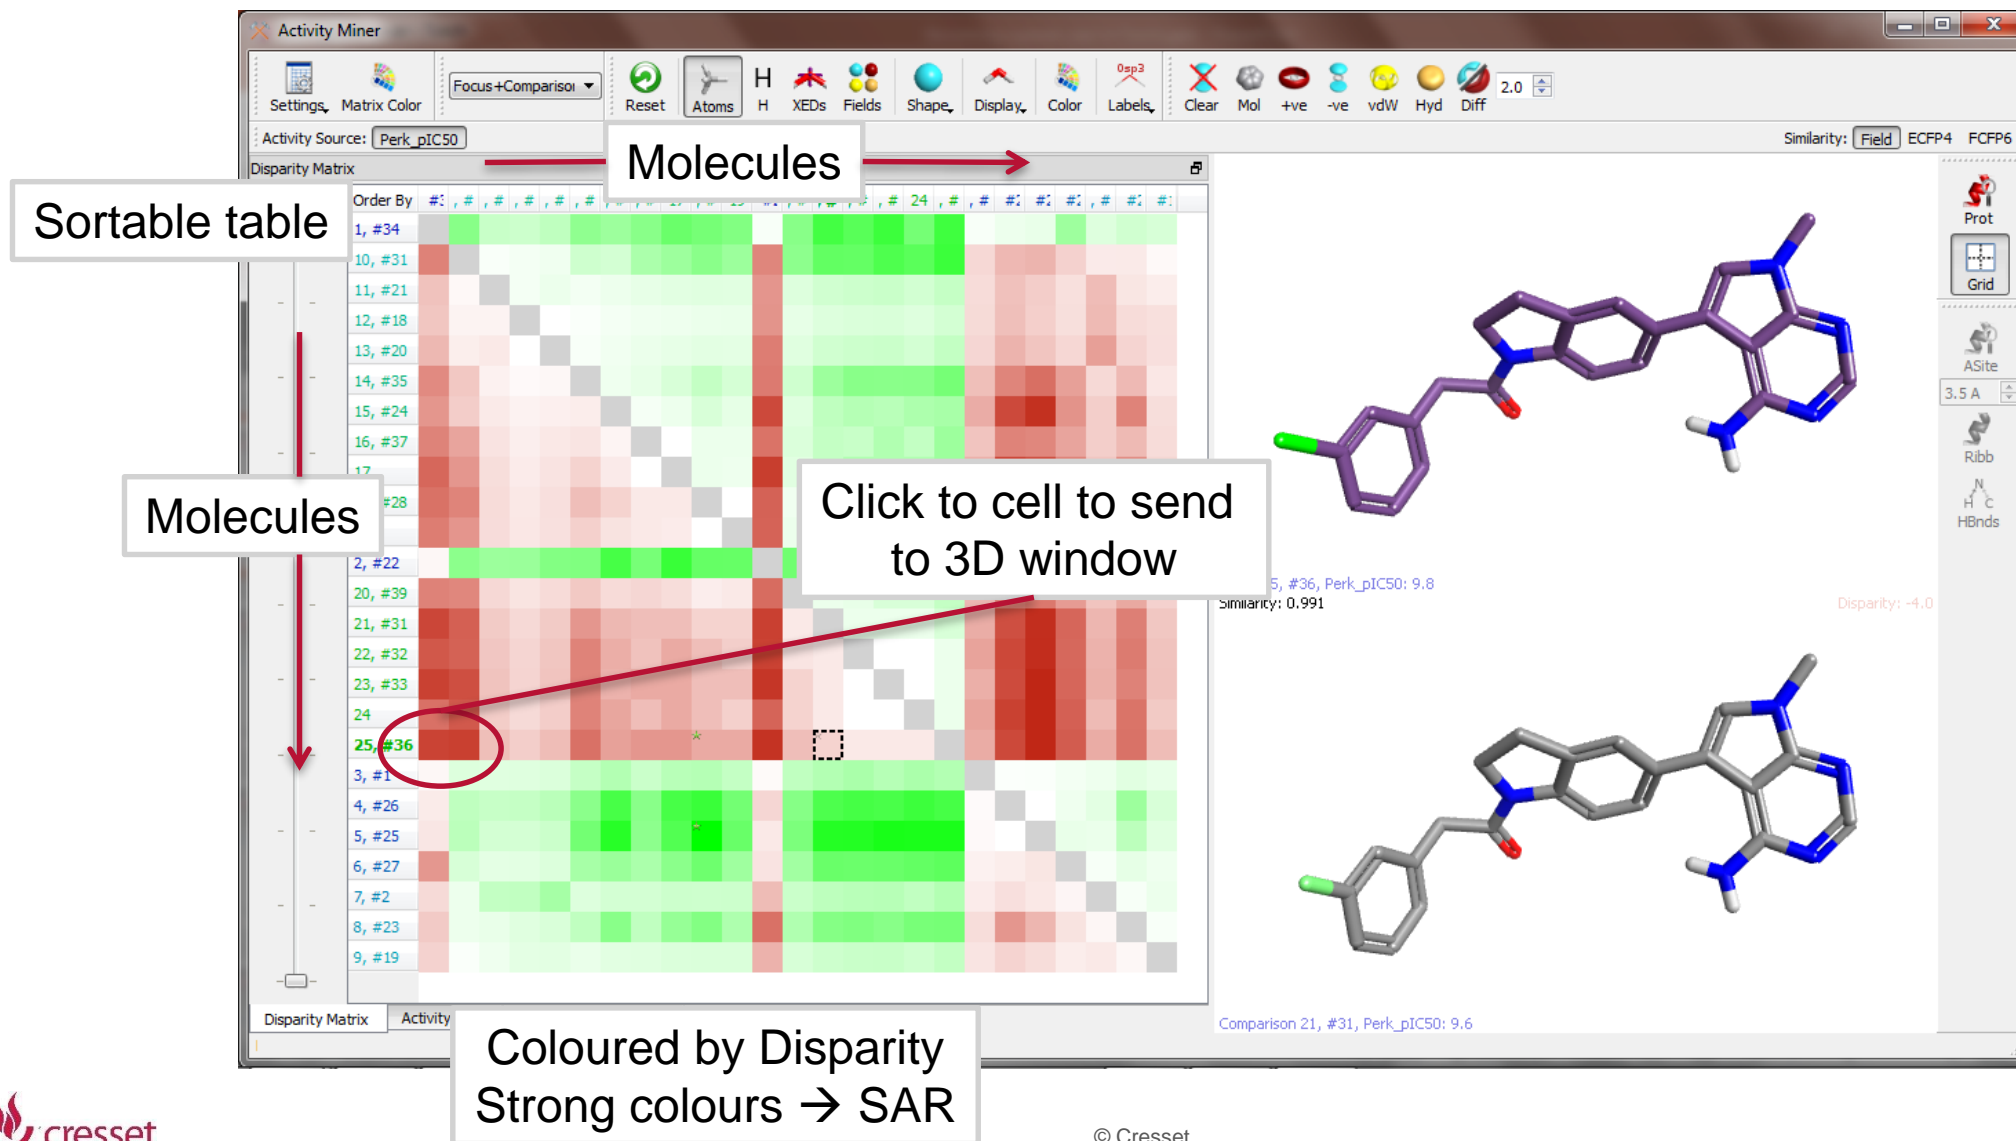 Activity Miner
Settings Matrix Color Focus+Comparisor Reset Atoms H XEDs Fields Shape Display Color Labels Clear Mol +ve -ve vdW Hyd Diff 2.0
H
0sp3
Activity Source: Perk_pIC50
Similarity: Field ECFP4 FCFP6
Molecules
Disparity Matrix
Sortable table
Order By
24
1, #34
10, #31
11, #21
12, #18
13, #20
14, #35
15, #24
16, #37
17
#28
2, #22
20, #39
21, #31
22, #32
23, #33
24
25, #36
3, #1
4, #26
5, #25
6, #27
7, #2
8, #23
9, #19
Molecules
Click to cell to send
to 3D window
5, #36, Perk_pIC50: 9.8
Similarity: 0.991
Disparity: -4.0
Comparison 21, #31, Perk_pIC50: 9.6
Prot
Grid
ASite
3.5 A
Ribb
N
H C
HBnds
Disparity Matrix
Activity
Coloured by Disparity
Strong colours → SAR
cresset
© Cresset